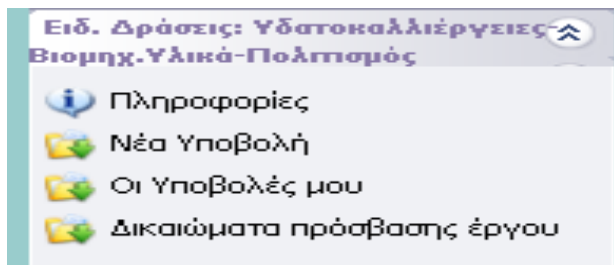 Ειδ. Δράσεις: Υδατοκαλλιέργειες-
Βιομηχ.Υλικά-Πολιτισμός
Πληροφορίες
Νέα Υποβολή
Οι Υποβολές μου
Δικαιώματα πρόσβασης έργου